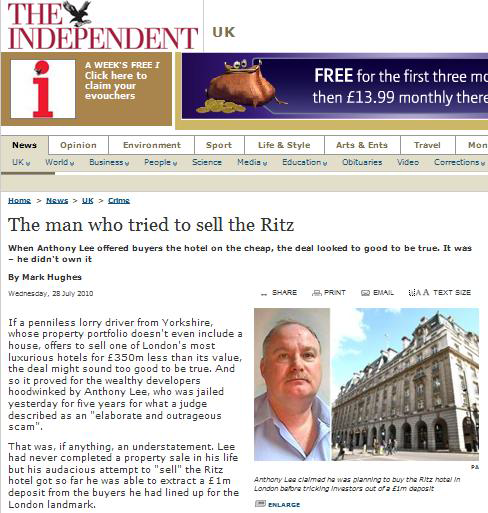 THE
INDEPENDENT
UK
A WEEK'S FREE I
Click here to
claim your
evouchers
i
FREE for the first three mo
then £13.99 monthly there
News Opinion Environment Sport Life & Style Arts & Ents Travel Mon
UK World Business People Science Media Education Obituaries Video Corrections
Home > News > UK > Crime
The man who tried to sell the Ritz
When Anthony Lee offered buyers the hotel on the cheap, the deal looked to good to be true. It was
– he didn't own it
By Mark Hughes
Wednesday, 28 July 2010
SHARE PRINT EMAIL AA TEXT SIZE
If a penniless lorry driver from Yorkshire,
whose property portfolio doesn't even include a
house, offers to sell one of London's most
luxurious hotels for £350m less than its value,
the deal might sound too good to be true. And
so it proved for the wealthy developers
hoodwinked by Anthony Lee, who was jailed
yesterday for five years for what a judge
described as an "elaborate and outrageous
scam".
That was, if anything, an understatement. Lee
had never completed a property sale in his life
but his audacious attempt to "sell" the Ritz
hotel got so far he was able to extract a £1m
deposit from the buyers he had lined up for the
London landmark.
PA
Anthony Lee claimed he was planning to buy the Ritz hotel in
London before tricking investors out of a £1m deposit
ENLARGE